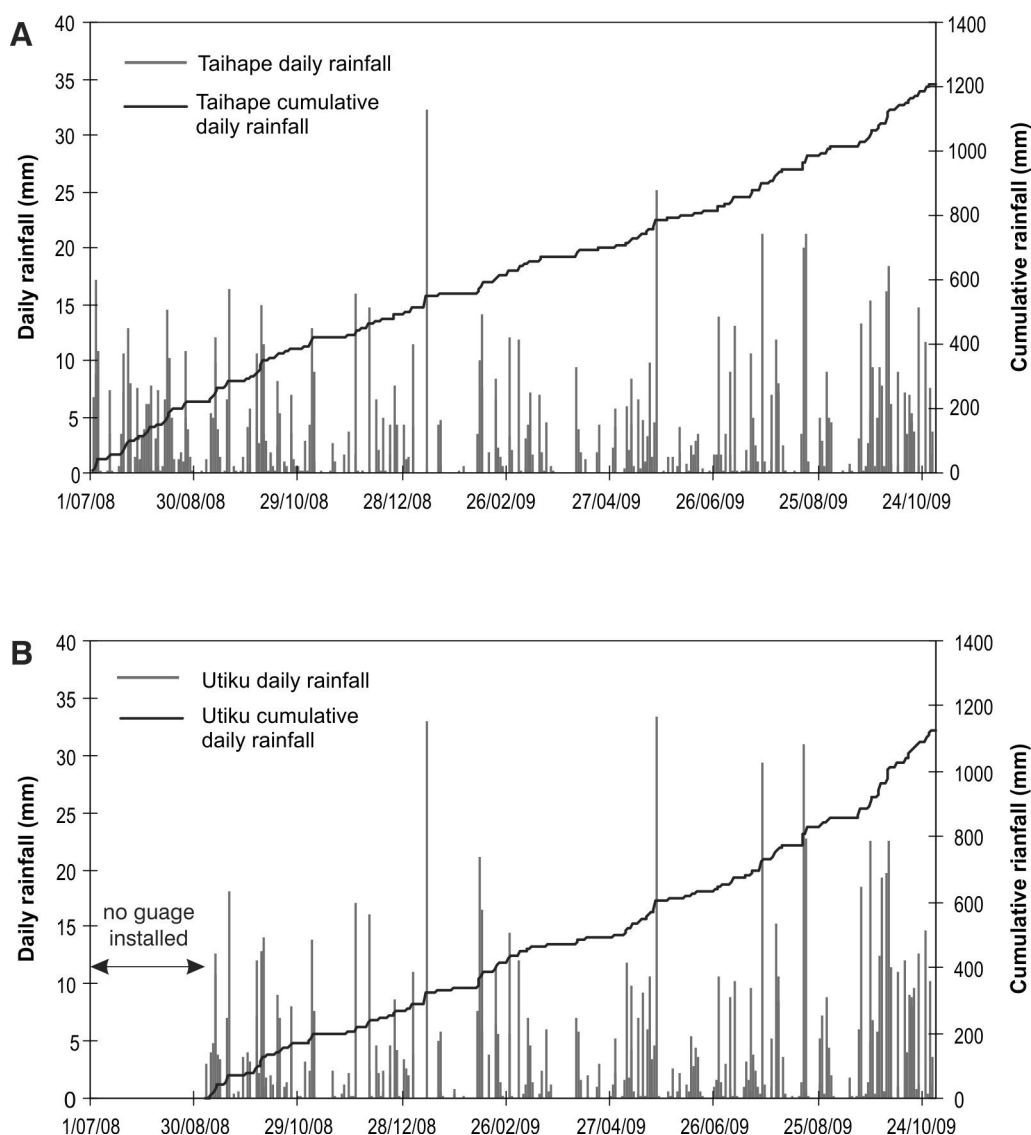 A
40
35
30
25
20
15
10
5
0
Daily rainfall (mm)
Taihape daily rainfall
Taihape cumulative
daily rainfall
1400
1200
1000
800
600
400
200
0
Cumulative rainfall (mm)
1/07/08 30/08/08 29/10/08 28/12/08 26/02/09 27/04/09 26/06/09 25/08/09 24/10/09
B
40
35
30
25
20
15
10
5
0
Daily rainfall (mm)
Utiku daily rainfall
Utiku cumulative
daily rainfall
no guage
installed
1400
1200
1000
800
600
400
200
0
Cumulative rianfall (mm)
1/07/08 30/08/08 29/10/08 28/12/08 26/02/09 27/04/09 26/06/09 25/08/09 24/10/09